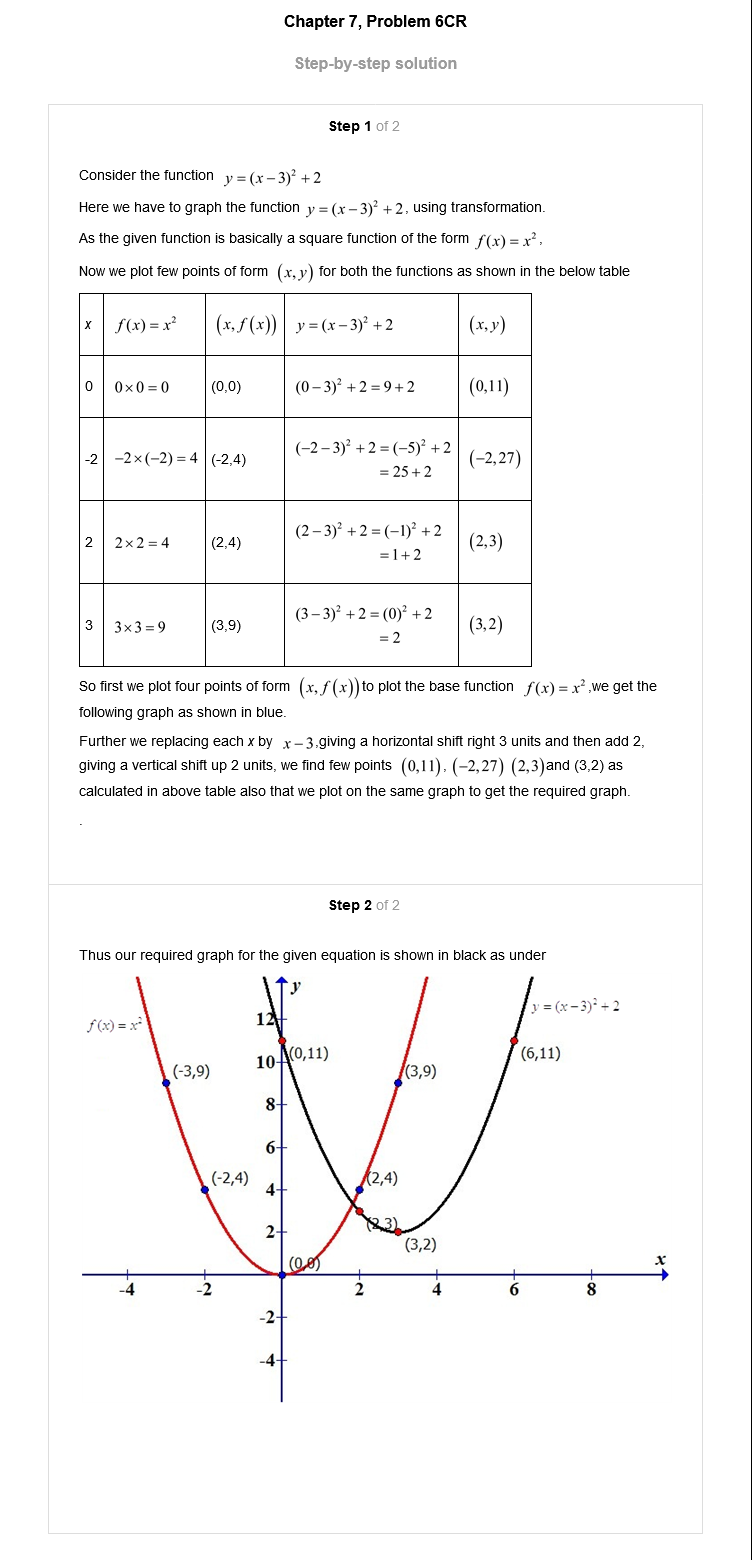 Chapter 7, Problem 6CR
Step-by-step solution
Step 1 of 2
Consider the function y = (x − 3)² + 2
Here we have to graph the function y = (x − 3)² + 2, using transformation.
As the given function is basically a square function of the form f(x) = x²,
Now we plot few points of form (x, y) for both the functions as shown in the below table
x f(x) = x² (x, f(x)) y = (x − 3)² + 2 (x, y)
0 0×0 = 0 (0,0) (0 − 3)² + 2 = 9 + 2 (0,11)
-2 −2×(−2) = 4 (-2,4) (−2 − 3)² + 2 = (−5)² + 2 (−2,27)
= 25 + 2
2 2×2 = 4 (2,4) (2 − 3)² + 2 = (−1)² + 2 (2,3)
= 1 + 2
3 3×3 = 9 (3,9) (3 − 3)² + 2 = (0)² + 2 (3,2)
= 2
So first we plot four points of form (x, f(x)) to plot the base function f(x) = x² ,we get the
following graph as shown in blue.
Further we replacing each x by x − 3,giving a horizontal shift right 3 units and then add 2,
giving a vertical shift up 2 units, we find few points (0,11), (−2,27) (2,3)and (3,2) as
calculated in above table also that we plot on the same graph to get the required graph.
.
Step 2 of 2
Thus our required graph for the given equation is shown in black as under
y
f(x) = x²
y = (x − 3)² + 2
12
(0,11)
(6,11)
10
(-3,9)
(3,9)
8
6
(-2,4)
4
(2,4)
(2,3)
2
(3,2)
(0,0)
x
-4 -2 2 4 6 8
-2
-4